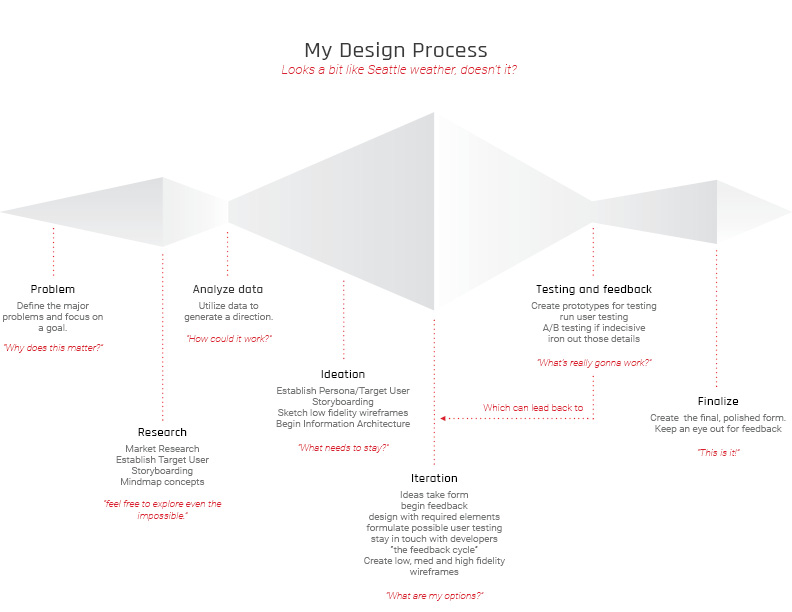 My Design Process
Looks a bit like Seattle weather, doesn't it?
Problem
Define the major
problems and focus on
a goal.
"Why does this matter?"
Research
Market Research
Establish Target User
Storyboarding
Mindmap concepts
"feel free to explore even the
impossible."
Analyze data
Utilize data to
generate a direction.
"How could it work?"
Ideation
Establish Persona/Target User
Storyboarding
Sketch low fidelity wireframes
Begin Information Architecture
"What needs to stay?"
Iteration
Ideas take form
begin feedback
design with required elements
formulate possible user testing
stay in touch with developers
"the feedback cycle"
Create low, med and high fidelity
wireframes
"What are my options?"
Testing and feedback
Create prototypes for testing
run user testing
A/B testing if indecisive
iron out those details
"What's really gonna work?"
Which can lead back to
Finalize
Create the final, polished form.
Keep an eye out for feedback
"This is it!"